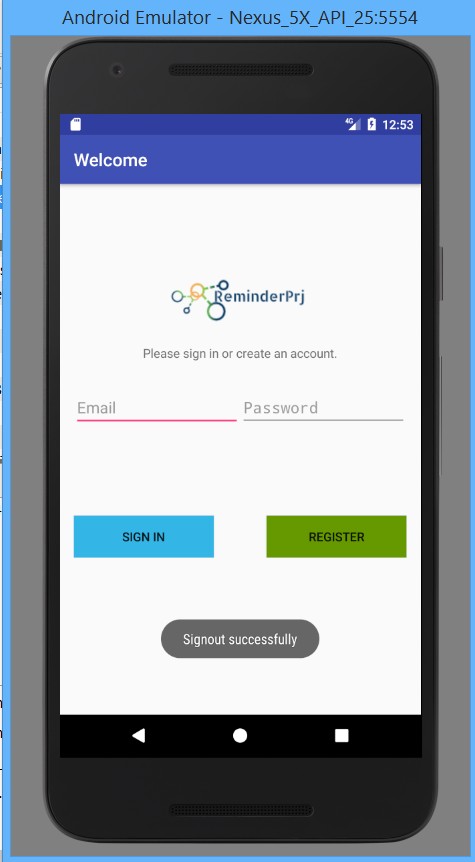 Android Emulator - Nexus_5X_API_25:5554
4G 12:53
Welcome
ReminderPrj
Please sign in or create an account.
Email Password
SIGN IN REGISTER
Signout successfully